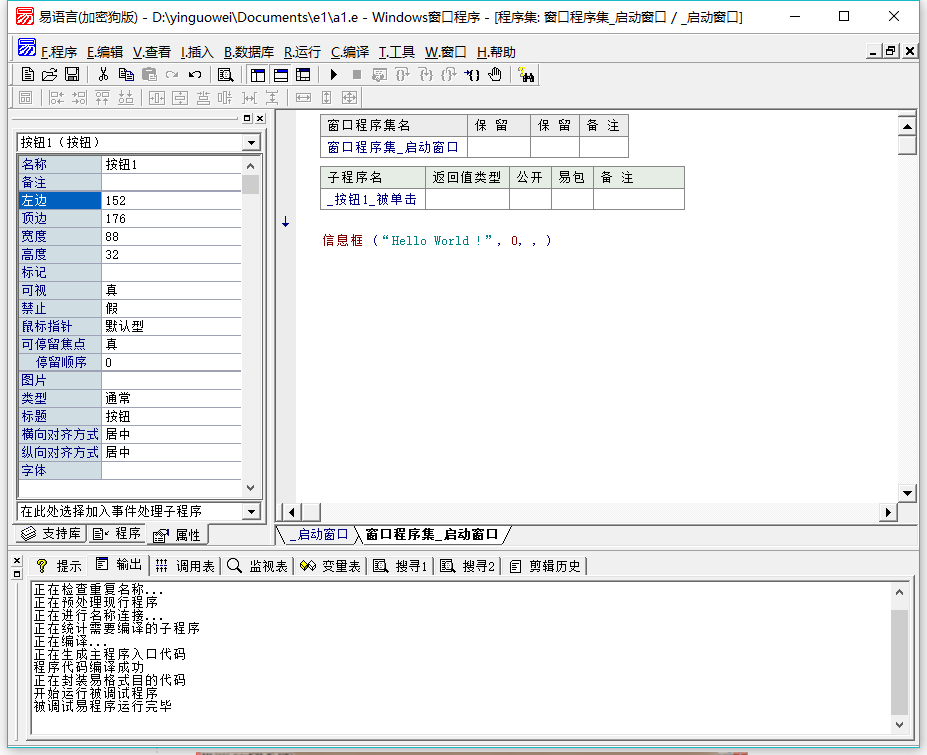 易语言(加密狗版) - D:\yinguowei\Documents\e1\a1.e - Windows窗口程序 - [程序集: 窗口程序集_启动窗口 / _启动窗口]
F.程序 E.编辑 V.查看 I.插入 B.数据库 R.运行 C.编译 T.工具 W.窗口 H.帮助
按钮1（按钮）
名称 按钮1
备注
左边 152
顶边 176
宽度 88
高度 32
标记
可视 真
禁止 假
鼠标指针 默认型
可停留焦点 真
停留顺序 0
图片
类型 通常
标题 按钮
横向对齐方式 居中
纵向对齐方式 居中
字体
在此处选择加入事件处理子程序
支持库 程序 属性
窗口程序集名 保 留 保 留 备 注
窗口程序集_启动窗口
子程序名 返回值类型 公开 易包 备 注
_按钮1_被单击
信息框 (“Hello World !”, 0, , )
_启动窗口 窗口程序集_启动窗口
提示 输出 调用表 监视表 变量表 搜寻1 搜寻2 剪辑历史
正在检查重复名称...
正在预处理现行程序
正在进行名称连接...
正在统计需要编译的子程序
正在编译...
正在生成主程序入口代码
程序代码编译成功
正在封装易格式目的代码
开始运行被调试程序
被调试易程序运行完毕